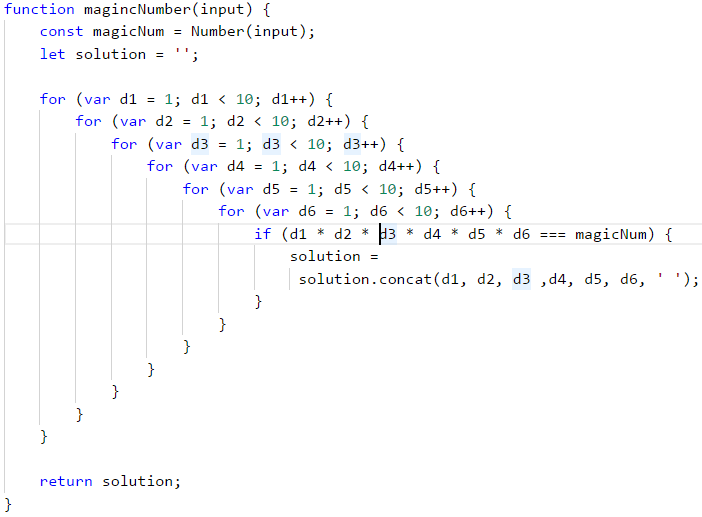 function magincNumber(input) {
    const magicNum = Number(input);
    let solution = '';

    for (var d1 = 1; d1 < 10; d1++) {
        for (var d2 = 1; d2 < 10; d2++) {
            for (var d3 = 1; d3 < 10; d3++) {
                for (var d4 = 1; d4 < 10; d4++) {
                    for (var d5 = 1; d5 < 10; d5++) {
                        for (var d6 = 1; d6 < 10; d6++) {
                            if (d1 * d2 * d3 * d4 * d5 * d6 === magicNum) {
                                solution =
                                 solution.concat(d1, d2, d3 ,d4, d5, d6, ' ');
                            }
                        }
                    }
                }
            }
        }
    }

    return solution;
}